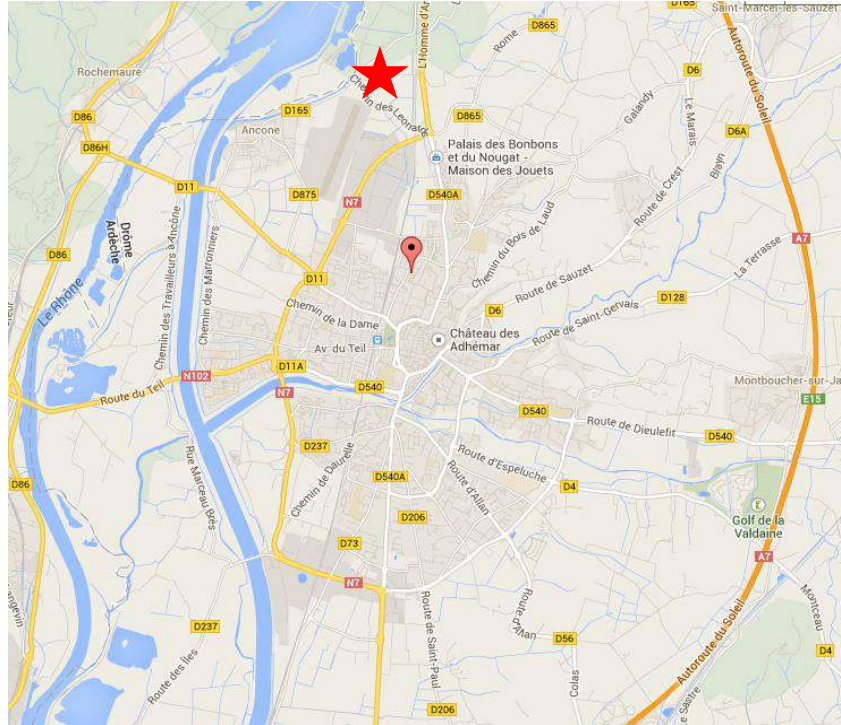 D165
Saint-Marcel-lès-Sauzet
D865
Rome
L'Homme d'Ar
Rochemaure
D6
Autoroute du Soleil
Chemin des Léonards
D165
D86
Ancone
D865
Galandy
Le Marais
D6A
D86H
Palais des Bonbons
et du Nougat -
Maison des Jouets
Blayn
D11
D875
N7
D540A
Route de Crest
Drôme
Ardèche
Chemin du Bois de Laud
D86
A7
La Terrasse
Chemin des Travailleurs à Ancône
Chemin des Marronniers
Le Rhône
D11
Route de Sauzet
D128
Chemin de la Dame
D6
Route de Saint-Gervais
Château des
Adhémar
Av. du Teil
D11A
N102
D540
Route du Teil
N7
Montboucher-sur-Ja
E15
D540
Route de Dieulefit
D540
D237
Rue Marceau Brès
Chemin de Daurelle
Route d'Espeluche
D540A
Route d'Allan
D4
D86
Golf de la
Valdaine
D206
D73
A7
N7
angevin
Route
d'Allan
Montceau
D237
Route de Saint-Paul
D56
Autoroute du Soleil
D4
Route des Îles
Colas
Le Sastre
D206